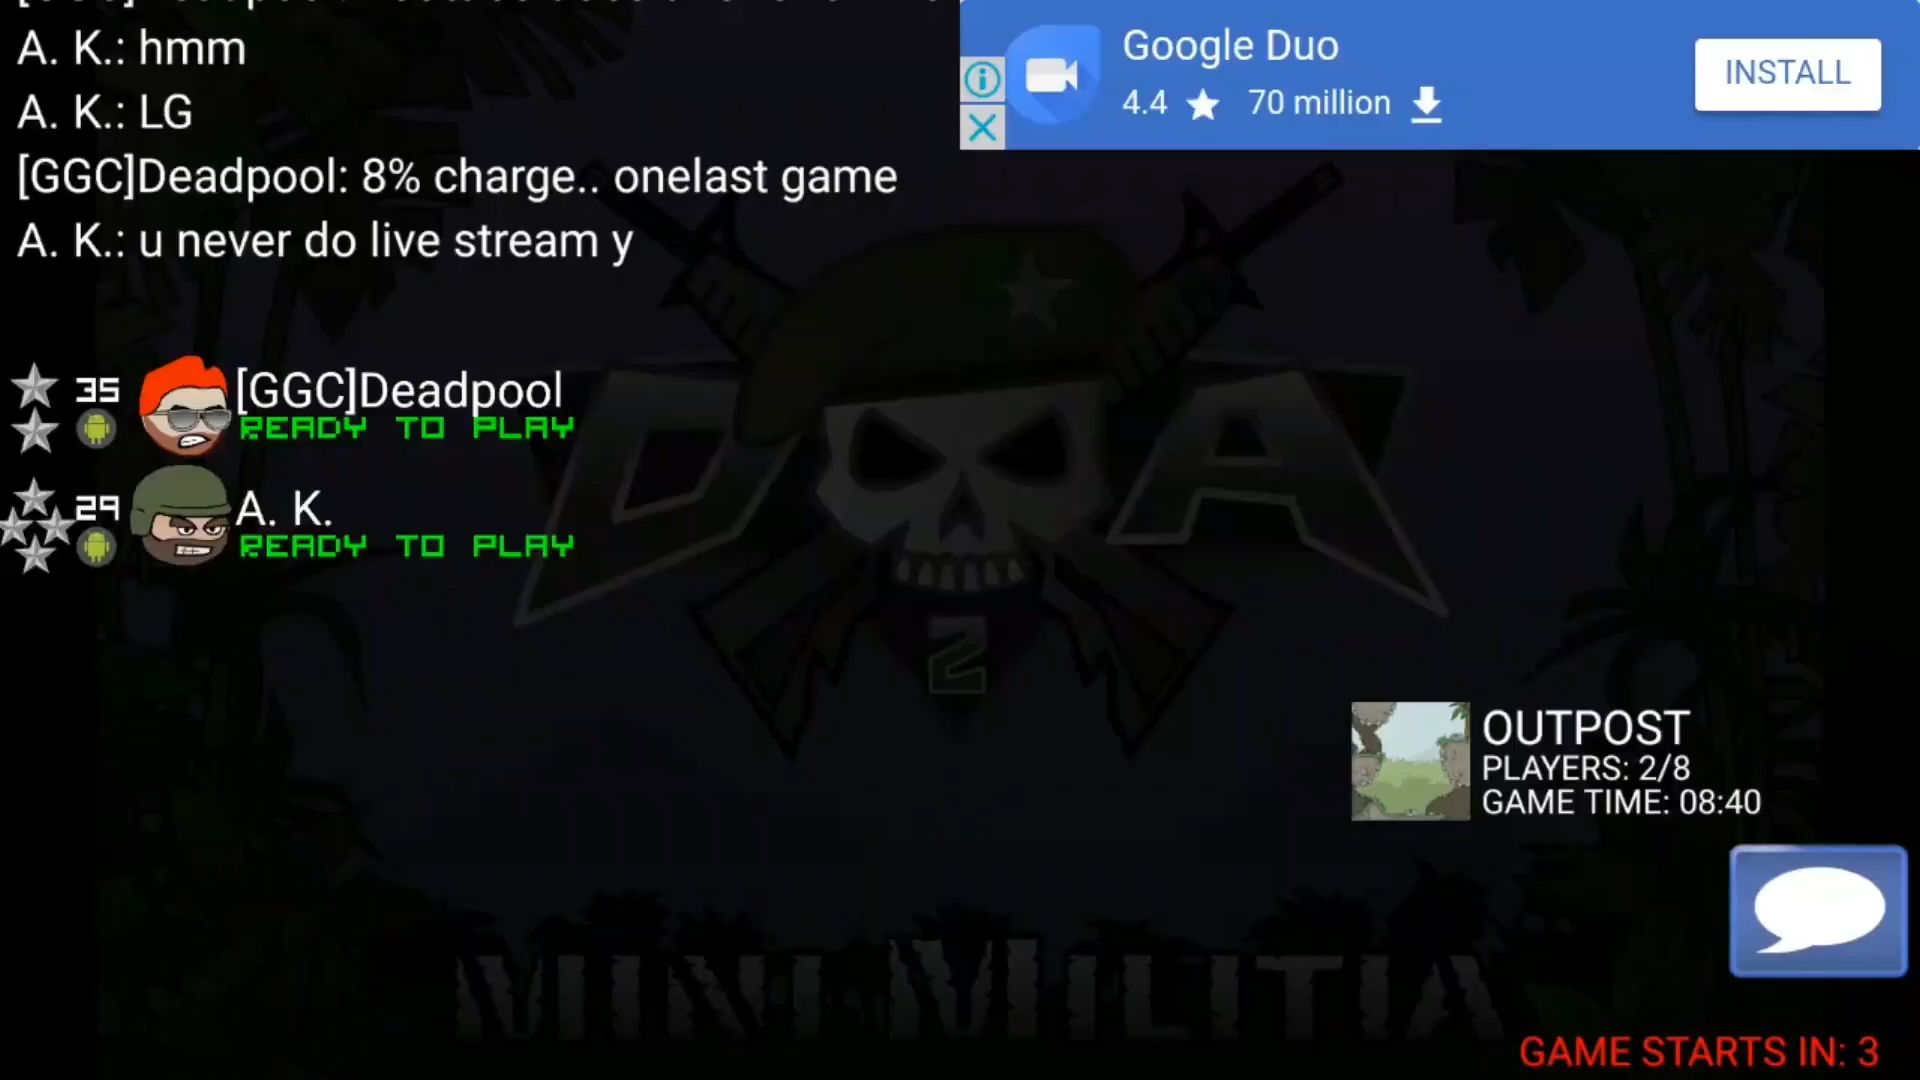 A. K.: hmm
A. K.: LG
[GGC]Deadpool: 8% charge.. onelast game
A. K.: u never do live stream y
Google Duo
4.4 70 million
INSTALL
35 [GGC]Deadpool
READY TO PLAY
29 A. K.
READY TO PLAY
D A
2
OUTPOST
PLAYERS: 2/8
GAME TIME: 08:40
MINI MILITIA
GAME STARTS IN: 3